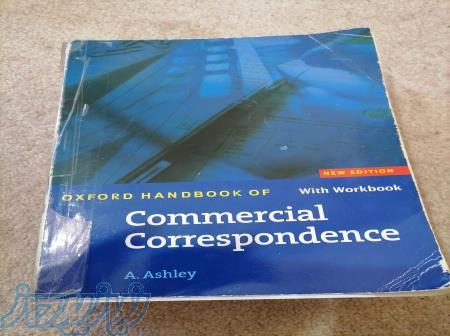 NEW EDITION
OXFORD HANDBOOK OF
With Workbook
Commercial
Correspondence
A. Ashley